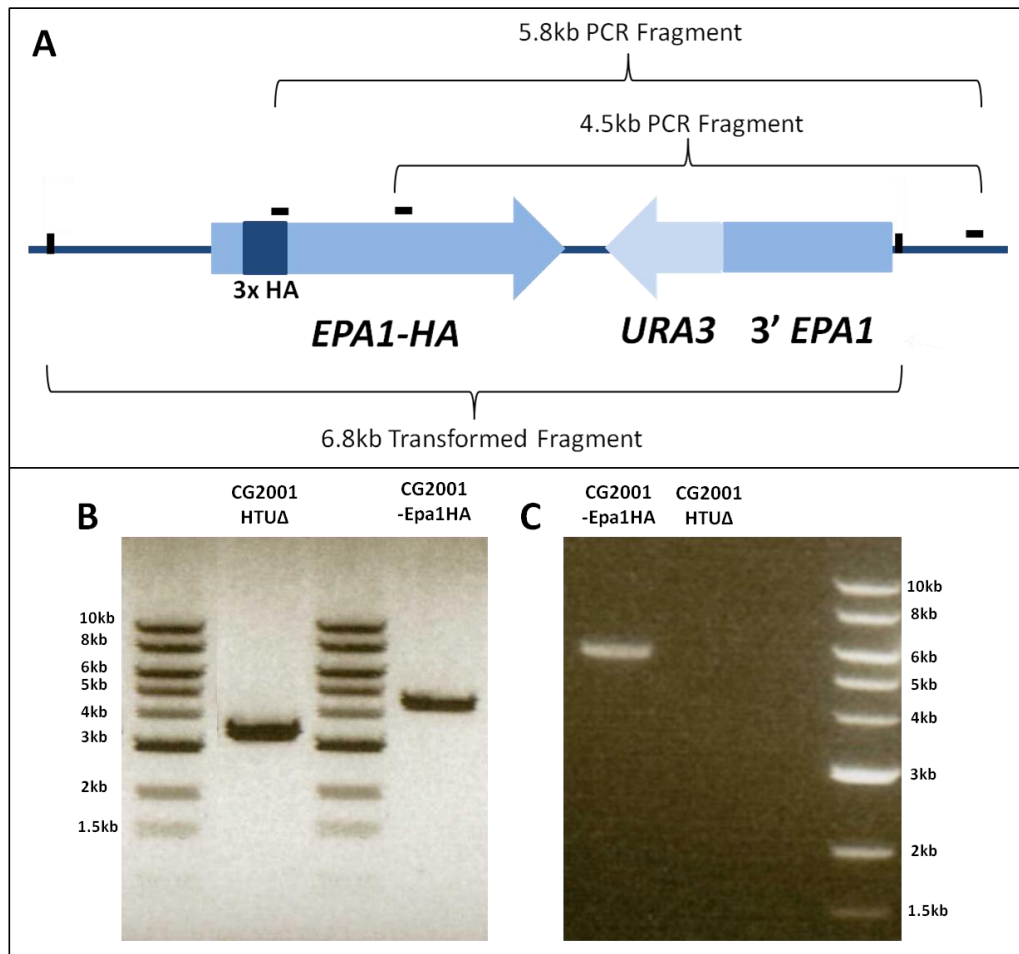 A
5.8kb PCR Fragment
4.5kb PCR Fragment
3x HA
EPA1-HA
URA3
3' EPA1
6.8kb Transformed Fragment
B
CG2001
HTUΔ
CG2001
-Epa1HA
10kb
8kb
6kb
5kb
4kb
3kb
2kb
1.5kb
C
CG2001
-Epa1HA
CG2001
HTUΔ
10kb
8kb
6kb
5kb
4kb
3kb
2kb
1.5kb